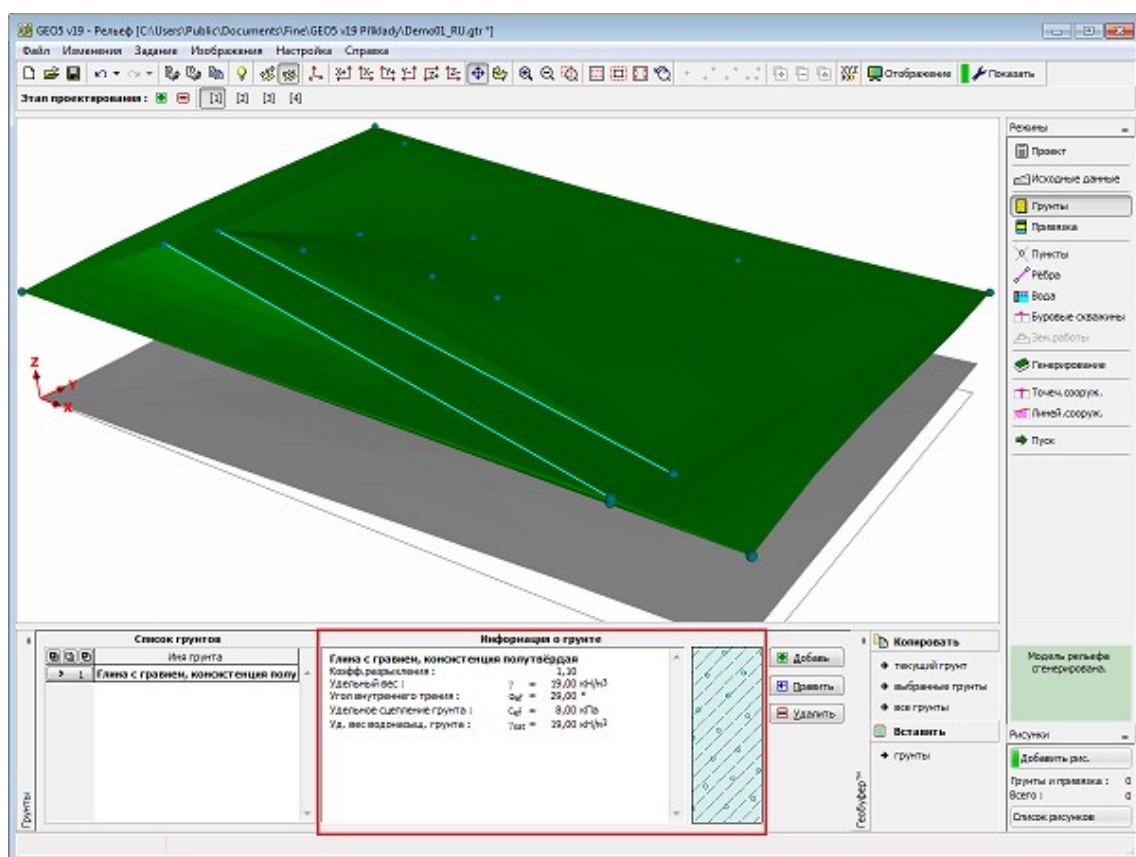 GEO5 v19 - Рельеф [C:\Users\Public\Documents\Fine\GEO5 v19 Příklady\Demo01_RU.gtr *]
Файл Изменения Задание Изображения Настройка Справка
Отображение Показать
Этап проектирования : [1] [2] [3] [4]
Режимы
Проект
Исходные данные
Грунты
Привязка
Пункты
Рёбра
Вода
Буровые скважины
Зем.работы
Генерирование
Точеч.сооруж.
Линей.сооруж.
Пуск
Z
Y
X
Модель рельефа
сгенерирована.
Рисунки
Добавить рис.
Грунты и привязка : 0
Всего : 0
Список рисунков
Грунты
Список грунтов
Имя грунта
> 1 Глина с гравием, консистенция полу
Информация о грунте
Глина с гравием, консистенция полутвёрдая
Коэфф.разрыхления : 1,10
Удельный вес : γ = 19,00 кН/м³
Угол внутреннего трения : φef = 29,00 °
Удельное сцепление грунта : cef = 8,00 кПа
Уд. вес водонасыщ. грунта : γsat = 19,00 кН/м³
Добавь
Править
Удалить
Геобуфер™
Копировать
текущий грунт
выбранные грунты
все грунты
Вставить
грунты